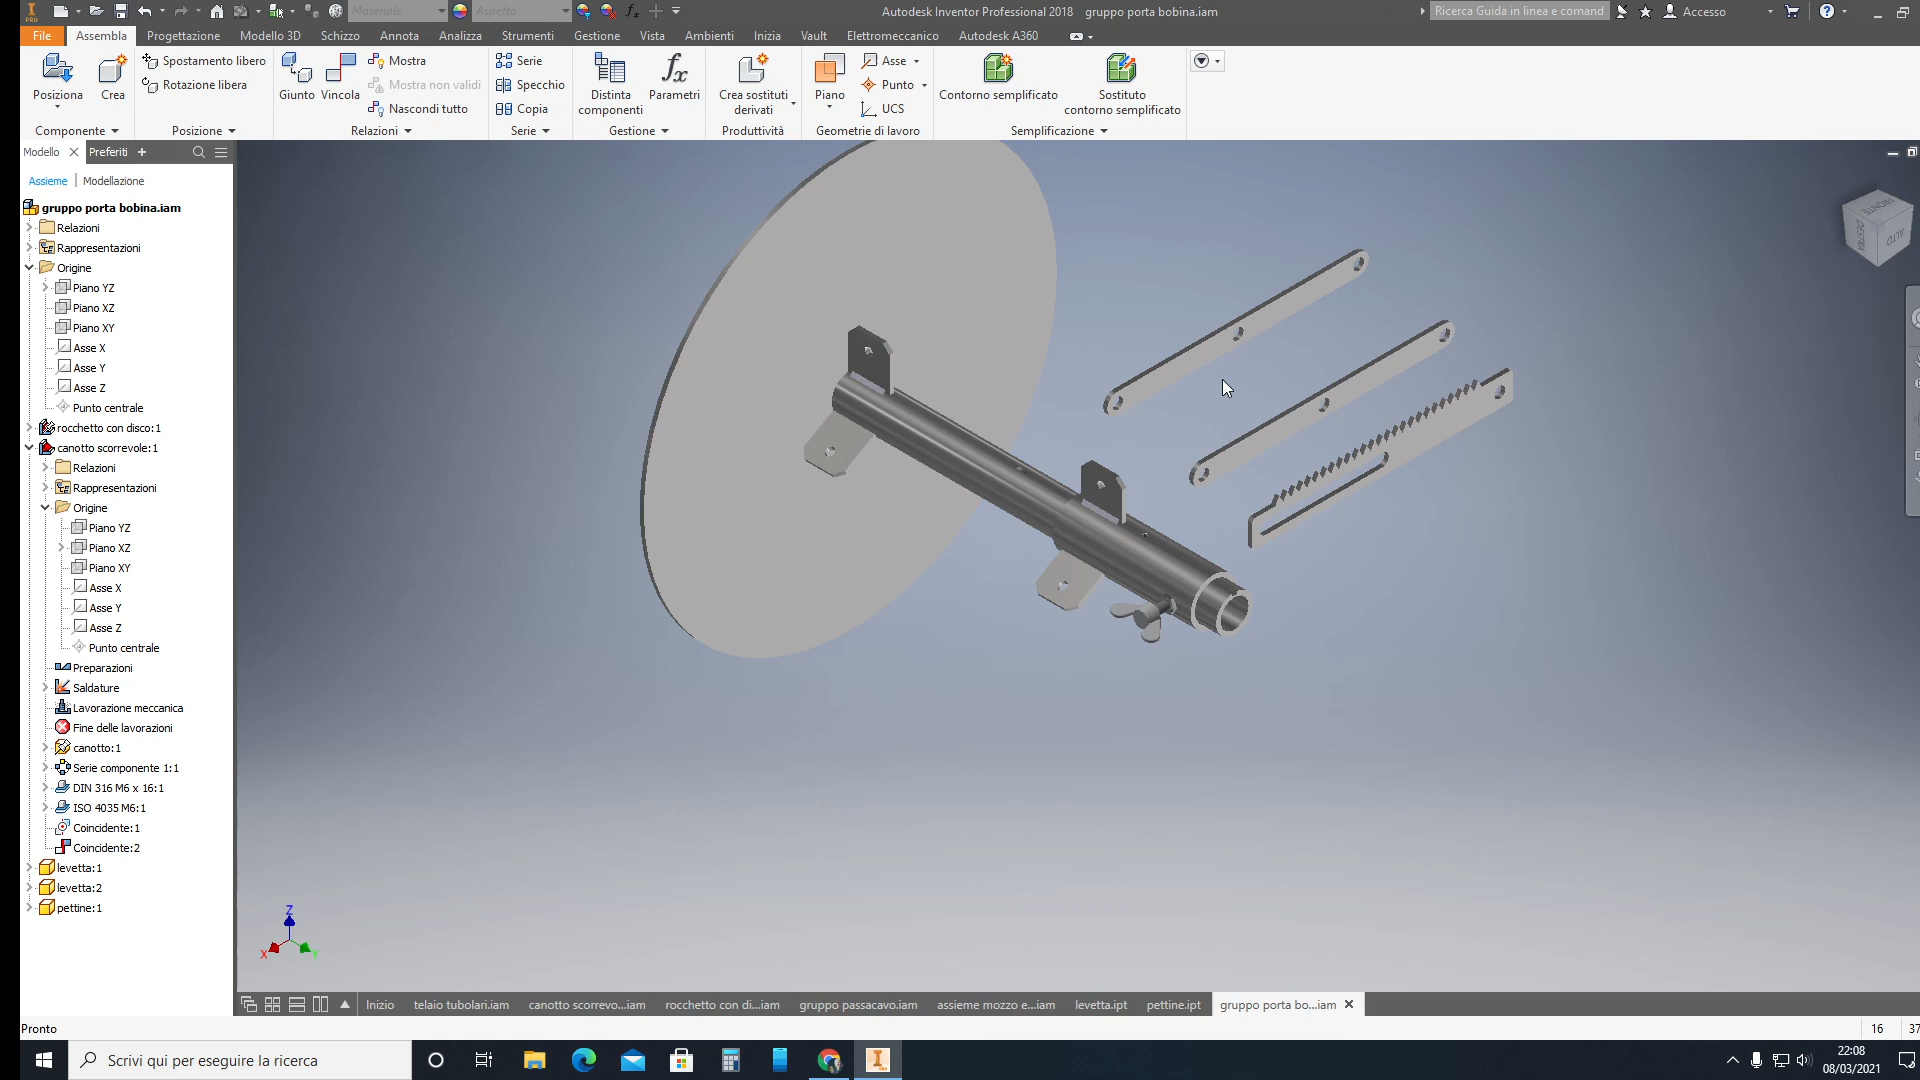 Materiale
Aspetto
Autodesk Inventor Professional 2018 gruppo porta bobina.iam
Ricerca Guida in linea e comand
Accesso
PRO
File Assembla Progettazione Modello 3D Schizzo Annota Analizza Strumenti Gestione Vista Ambienti Inizia Vault Elettromeccanico Autodesk A360
Posiziona
Crea
Spostamento libero
Rotazione libera
Giunto
Vincola
Mostra
Mostra non validi
Nascondi tutto
Serie
Specchio
Copia
Distinta
componenti
Parametri
Crea sostituti
derivati
Piano
Asse
Punto
UCS
Contorno semplificato
Sostituto
contorno semplificato
Componente
Posizione
Relazioni
Serie
Gestione
Produttività
Geometrie di lavoro
Semplificazione
Modello
Preferiti
Assieme
Modellazione
gruppo porta bobina.iam
Relazioni
Rappresentazioni
Origine
Piano YZ
Piano XZ
Piano XY
Asse X
Asse Y
Asse Z
Punto centrale
rocchetto con disco:1
canotto scorrevole:1
Relazioni
Rappresentazioni
Origine
Piano YZ
Piano XZ
Piano XY
Asse X
Asse Y
Asse Z
Punto centrale
Preparazioni
Saldature
Lavorazione meccanica
Fine delle lavorazioni
canotto:1
Serie componente 1:1
DIN 316 M6 x 16:1
ISO 4035 M6:1
Coincidente:1
Coincidente:2
levetta:1
levetta:2
pettine:1
FRONTE
DESTRA
ALTO
Z
X
Y
Inizio
telaio tubolari.iam
canotto scorrevo...iam
rocchetto con di...iam
gruppo passacavo.iam
assieme mozzo e...iam
levetta.ipt
pettine.ipt
gruppo porta bo...iam
Pronto
16
37
Scrivi qui per eseguire la ricerca
22:08
08/03/2021